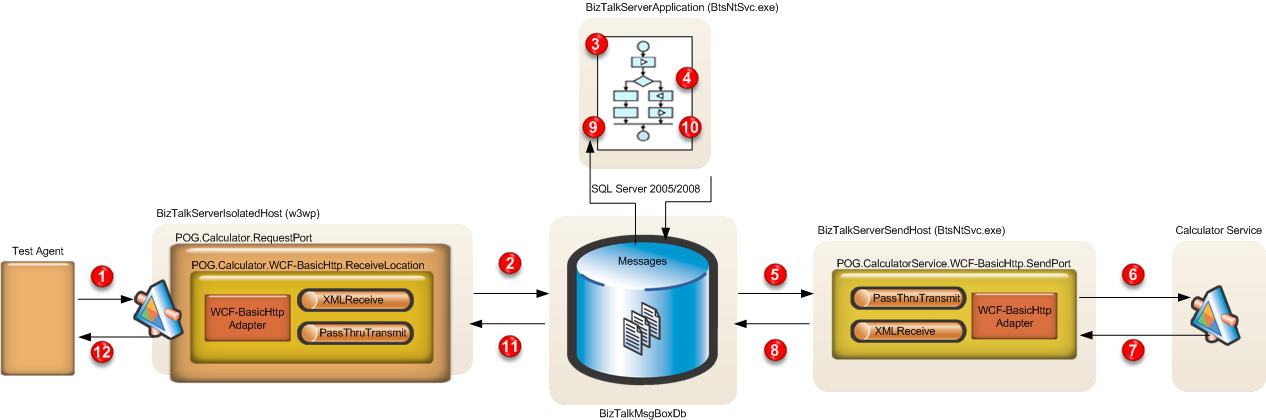 BizTalkServerApplication (BtsNtSvc.exe)
3
4
9
10
SQL Server 2005/2008
BizTalkServerIsolatedHost (w3wp)
POG.Calculator.RequestPort
POG.Calculator.WCF-BasicHttp.ReceiveLocation
WCF-BasicHttp
Adapter
XMLReceive
PassThruTransmit
Test Agent
1
12
2
11
Messages
BizTalkMsgBoxDb
5
8
BizTalkServerSendHost (BtsNtSvc.exe)
POG.CalculatorService.WCF-BasicHttp.SendPort
PassThruTransmit
XMLReceive
WCF-BasicHttp
Adapter
6
7
Calculator Service